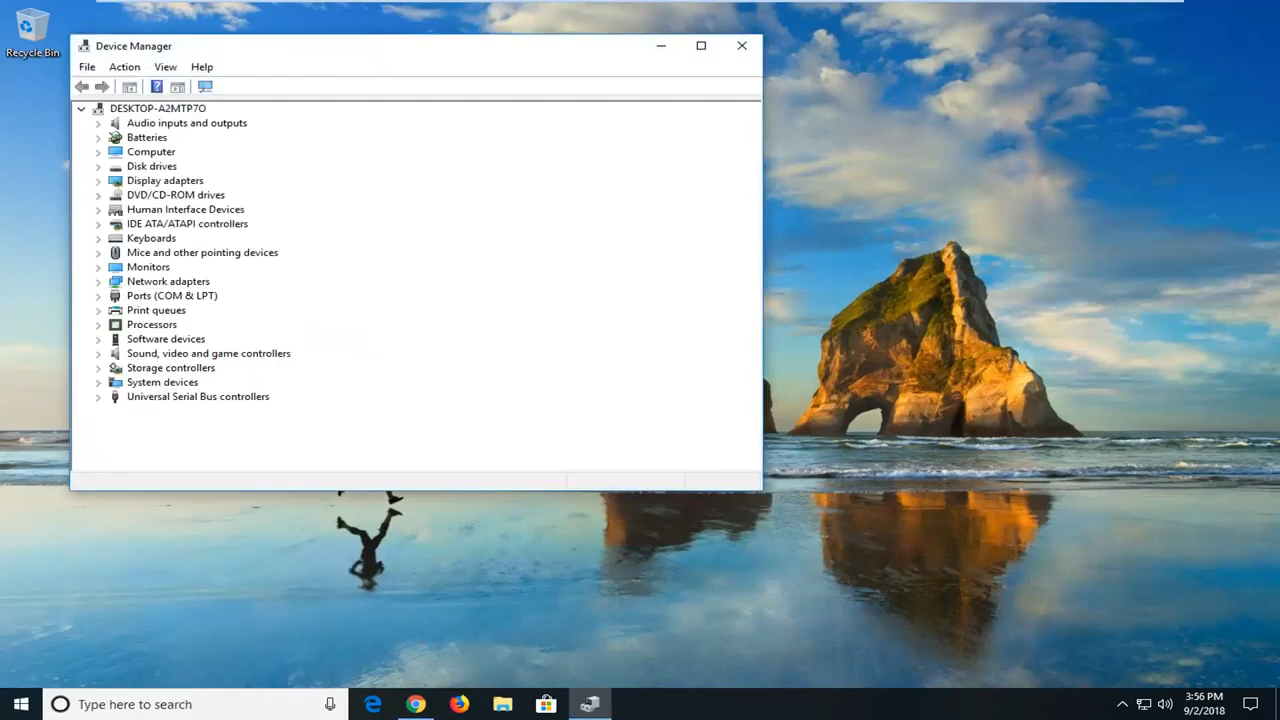 Recycle Bin
Device Manager
File Action View Help
DESKTOP-A2MTP7O
Audio inputs and outputs
Batteries
Computer
Disk drives
Display adapters
DVD/CD-ROM drives
Human Interface Devices
IDE ATA/ATAPI controllers
Keyboards
Mice and other pointing devices
Monitors
Network adapters
Ports (COM & LPT)
Print queues
Processors
Software devices
Sound, video and game controllers
Storage controllers
System devices
Universal Serial Bus controllers
Type here to search
3:56 PM
9/2/2018